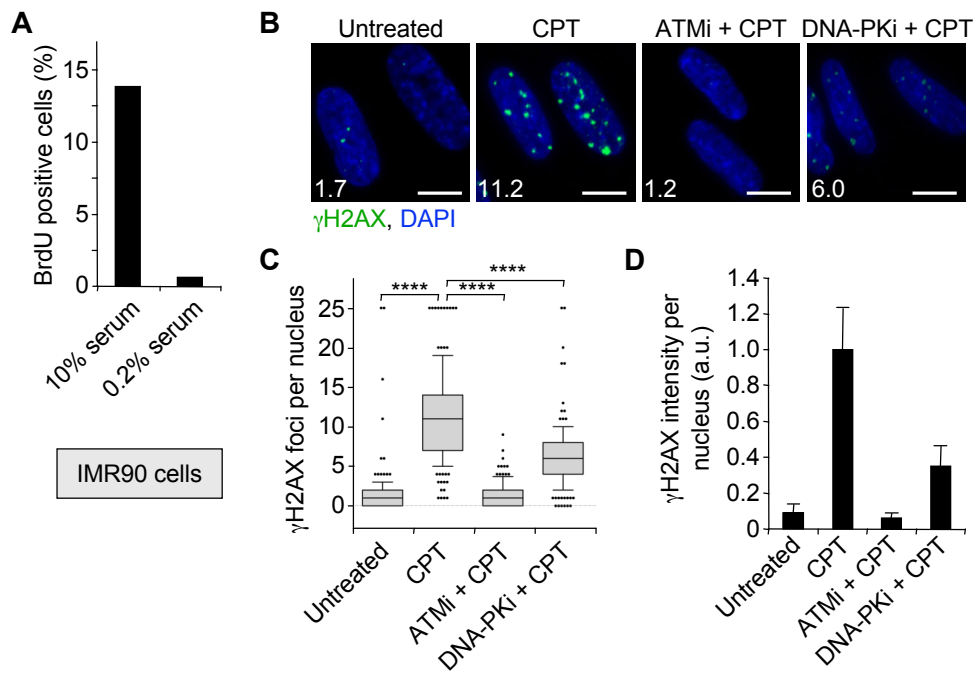 A
BrdU positive cells (%)
15
10
5
0
10% serum
0.2% serum
IMR90 cells
B
Untreated
CPT
ATMi + CPT
DNA-PKi + CPT
1.7
11.2
1.2
6.0
γH2AX, DAPI
C
γH2AX foci per nucleus
****
****
****
25
20
15
10
5
0
Untreated
CPT
ATMi + CPT
DNA-PKi + CPT
D
γH2AX intensity per
nucleus (a.u.)
1.4
1.2
1.0
0.8
0.6
0.4
0.2
0
Untreated
CPT
ATMi + CPT
DNA-PKi + CPT